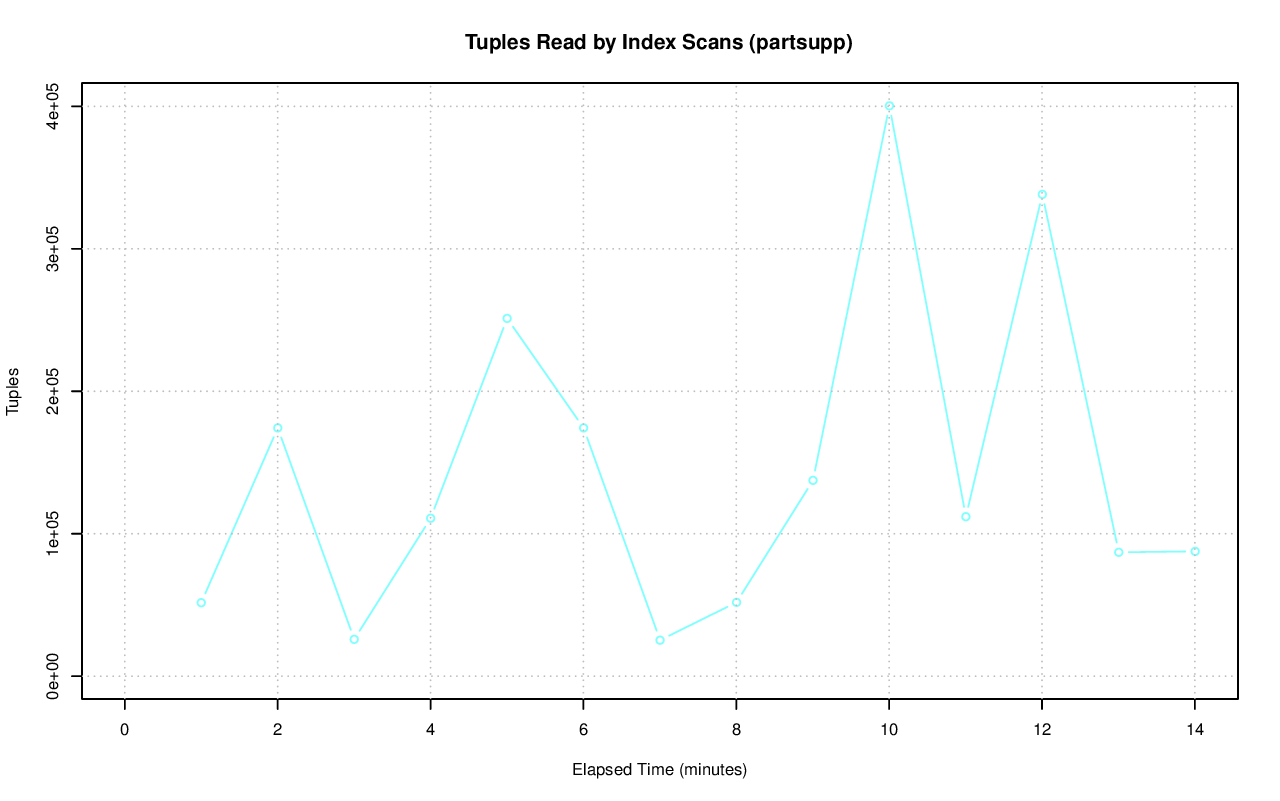 Tuples Read by Index Scans (partsupp)
Tuples
4e+05
3e+05
2e+05
1e+05
0e+00
0 2 4 6 8 10 12 14
Elapsed Time (minutes)